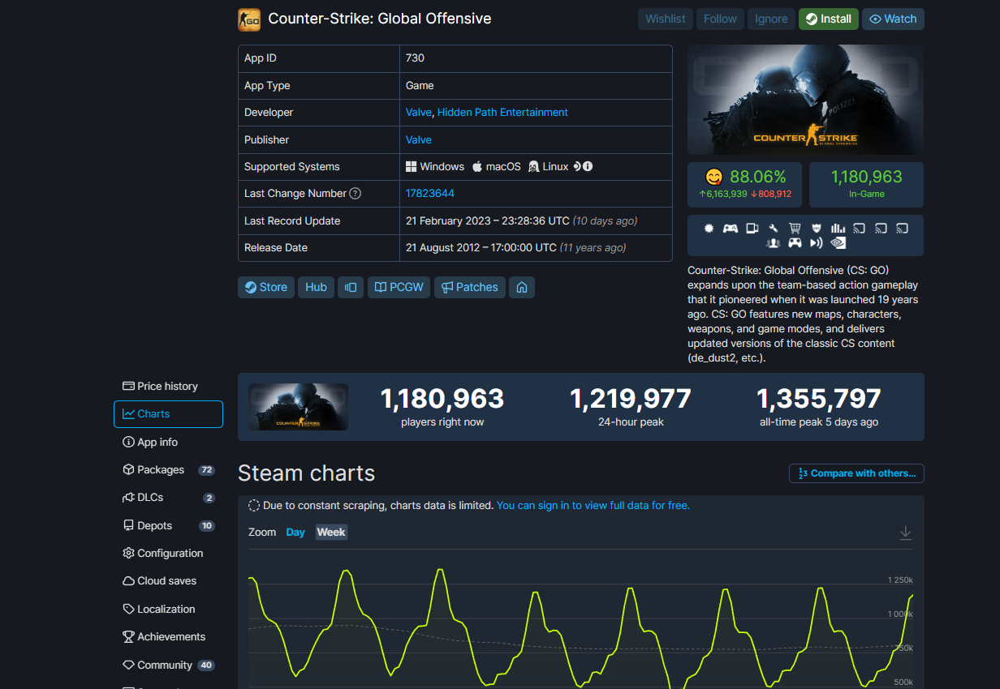 Counter-Strike: Global Offensive
Wishlist
Follow
Ignore
Install
Watch
App ID 730
App Type Game
Developer Valve, Hidden Path Entertainment
Publisher Valve
Supported Systems Windows macOS Linux
Last Change Number 17823644
Last Record Update 21 February 2023 – 23:28:36 UTC (10 days ago)
Release Date 21 August 2012 – 17:00:00 UTC (11 years ago)
POLIZEI
COUNTER STRIKE
GLOBAL OFFENSIVE
88.06%
↑6,163,939 ↓808,912
1,180,963
In-Game
Counter-Strike: Global Offensive (CS: GO)
expands upon the team-based action gameplay
that it pioneered when it was launched 19 years
ago. CS: GO features new maps, characters,
weapons, and game modes, and delivers
updated versions of the classic CS content
(de_dust2, etc.).
Store
Hub
PCGW
Patches
Price history
Charts
App info
Packages 72
DLCs 2
Depots 10
Configuration
Cloud saves
Localization
Achievements
Community 40
COUNTER STRIKE
1,180,963
players right now
1,219,977
24-hour peak
1,355,797
all-time peak 5 days ago
Steam charts
Compare with others...
Due to constant scraping, charts data is limited. You can sign in to view full data for free.
Zoom Day Week
1 250k
1 000k
750k
500k